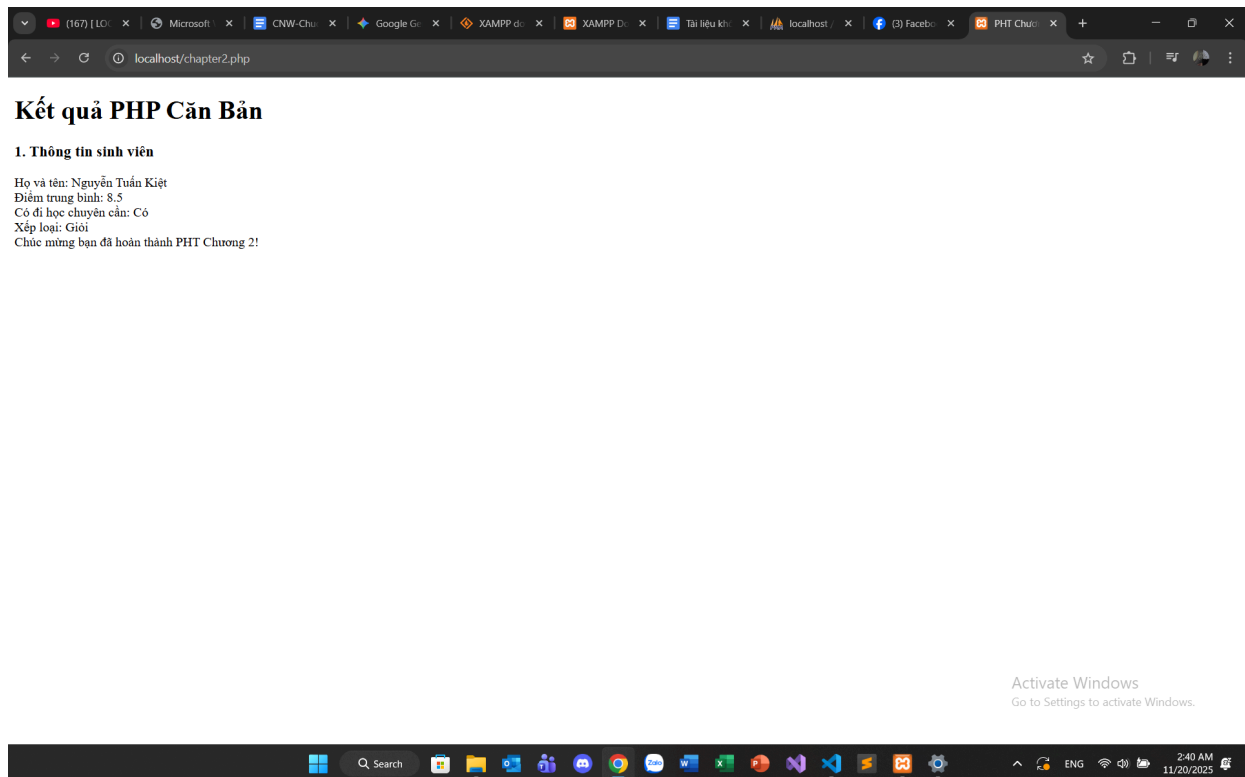 (167) [ LOC
Microsoft
CNW-Chu
Google Ge
XAMPP do
XAMPP Do
Tài liệu kh
localhost /
(3) Facebo
PHT Chươ
localhost/chapter2.php
Kết quả PHP Căn Bản
1. Thông tin sinh viên
Họ và tên: Nguyễn Tuấn Kiệt
Điểm trung bình: 8.5
Có đi học chuyên cần: Có
Xếp loại: Giỏi
Chúc mừng bạn đã hoàn thành PHT Chương 2!
Activate Windows
Go to Settings to activate Windows.
Search
Zalo
ENG
2:40 AM
11/20/2025